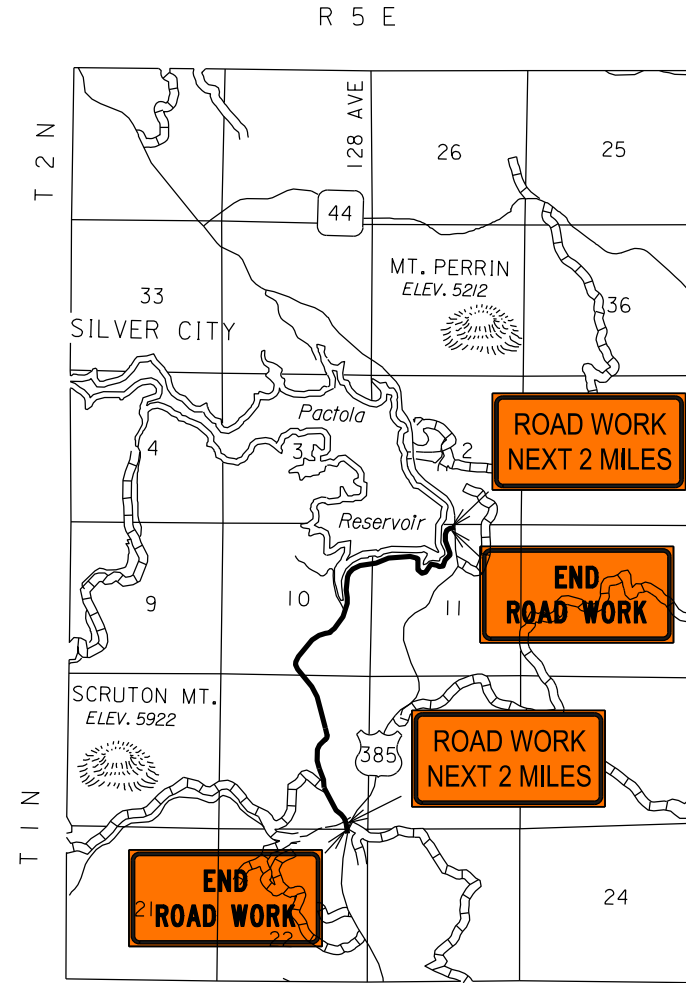 R 5 E
T 2 N
128 AVE
26
25
44
MT. PERRIN
ELEV. 5212
33
36
SILVER CITY
Pactola
ROAD WORK
NEXT 2 MILES
4
3
2
Reservoir
END
ROAD WORK
9
10
11
SCRUTON MT.
ELEV. 5922
385
ROAD WORK
NEXT 2 MILES
T 1 N
END
ROAD WORK
21
22
24